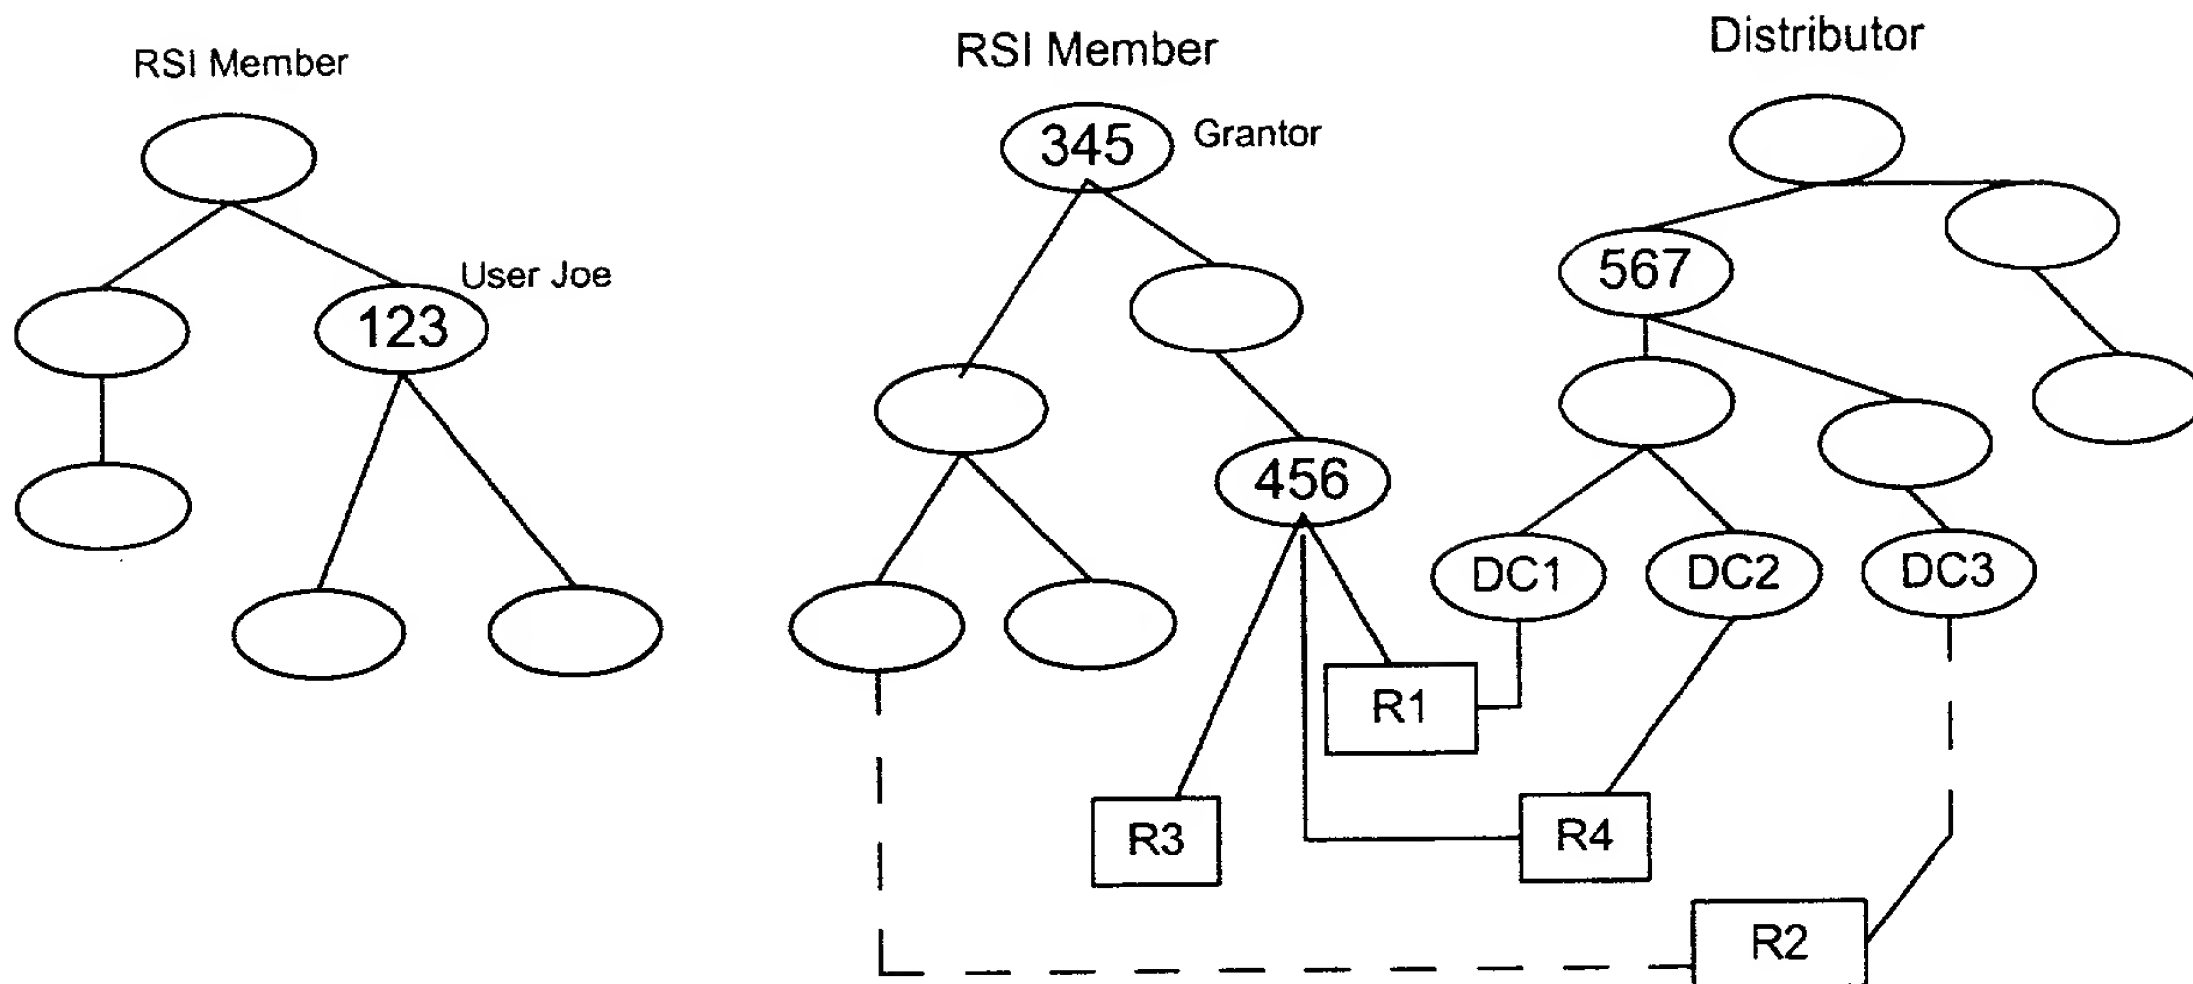 RSI Member
RSI Member
Distributor
345
Grantor
User Joe
567
123
456
DC1
DC2
DC3
R1
R3
R4
R2